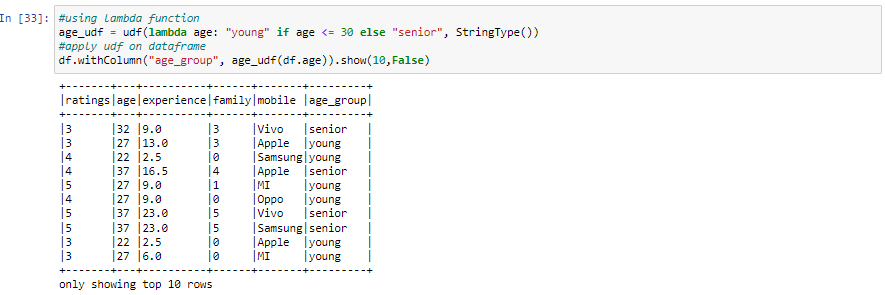 In [33]: #using lambda function
age_udf = udf(lambda age: "young" if age <= 30 else "senior", StringType())
#apply udf on dataframe
df.withColumn("age_group", age_udf(df.age)).show(10,False)
+-------+---+----------+------+-------+---------+
|ratings|age|experience|family|mobile |age_group|
+-------+---+----------+------+-------+---------+
|3      |32 |9.0       |3     |Vivo   |senior   |
|3      |27 |13.0      |3     |Apple  |young    |
|4      |22 |2.5       |0     |Samsung|young    |
|4      |37 |16.5      |4     |Apple  |senior   |
|5      |27 |9.0       |1     |MI     |young    |
|4      |27 |9.0       |0     |Oppo   |young    |
|5      |37 |23.0      |5     |Vivo   |senior   |
|5      |37 |23.0      |5     |Samsung|senior   |
|3      |22 |2.5       |0     |Apple  |young    |
|3      |27 |6.0       |0     |MI     |young    |
+-------+---+----------+------+-------+---------+
only showing top 10 rows